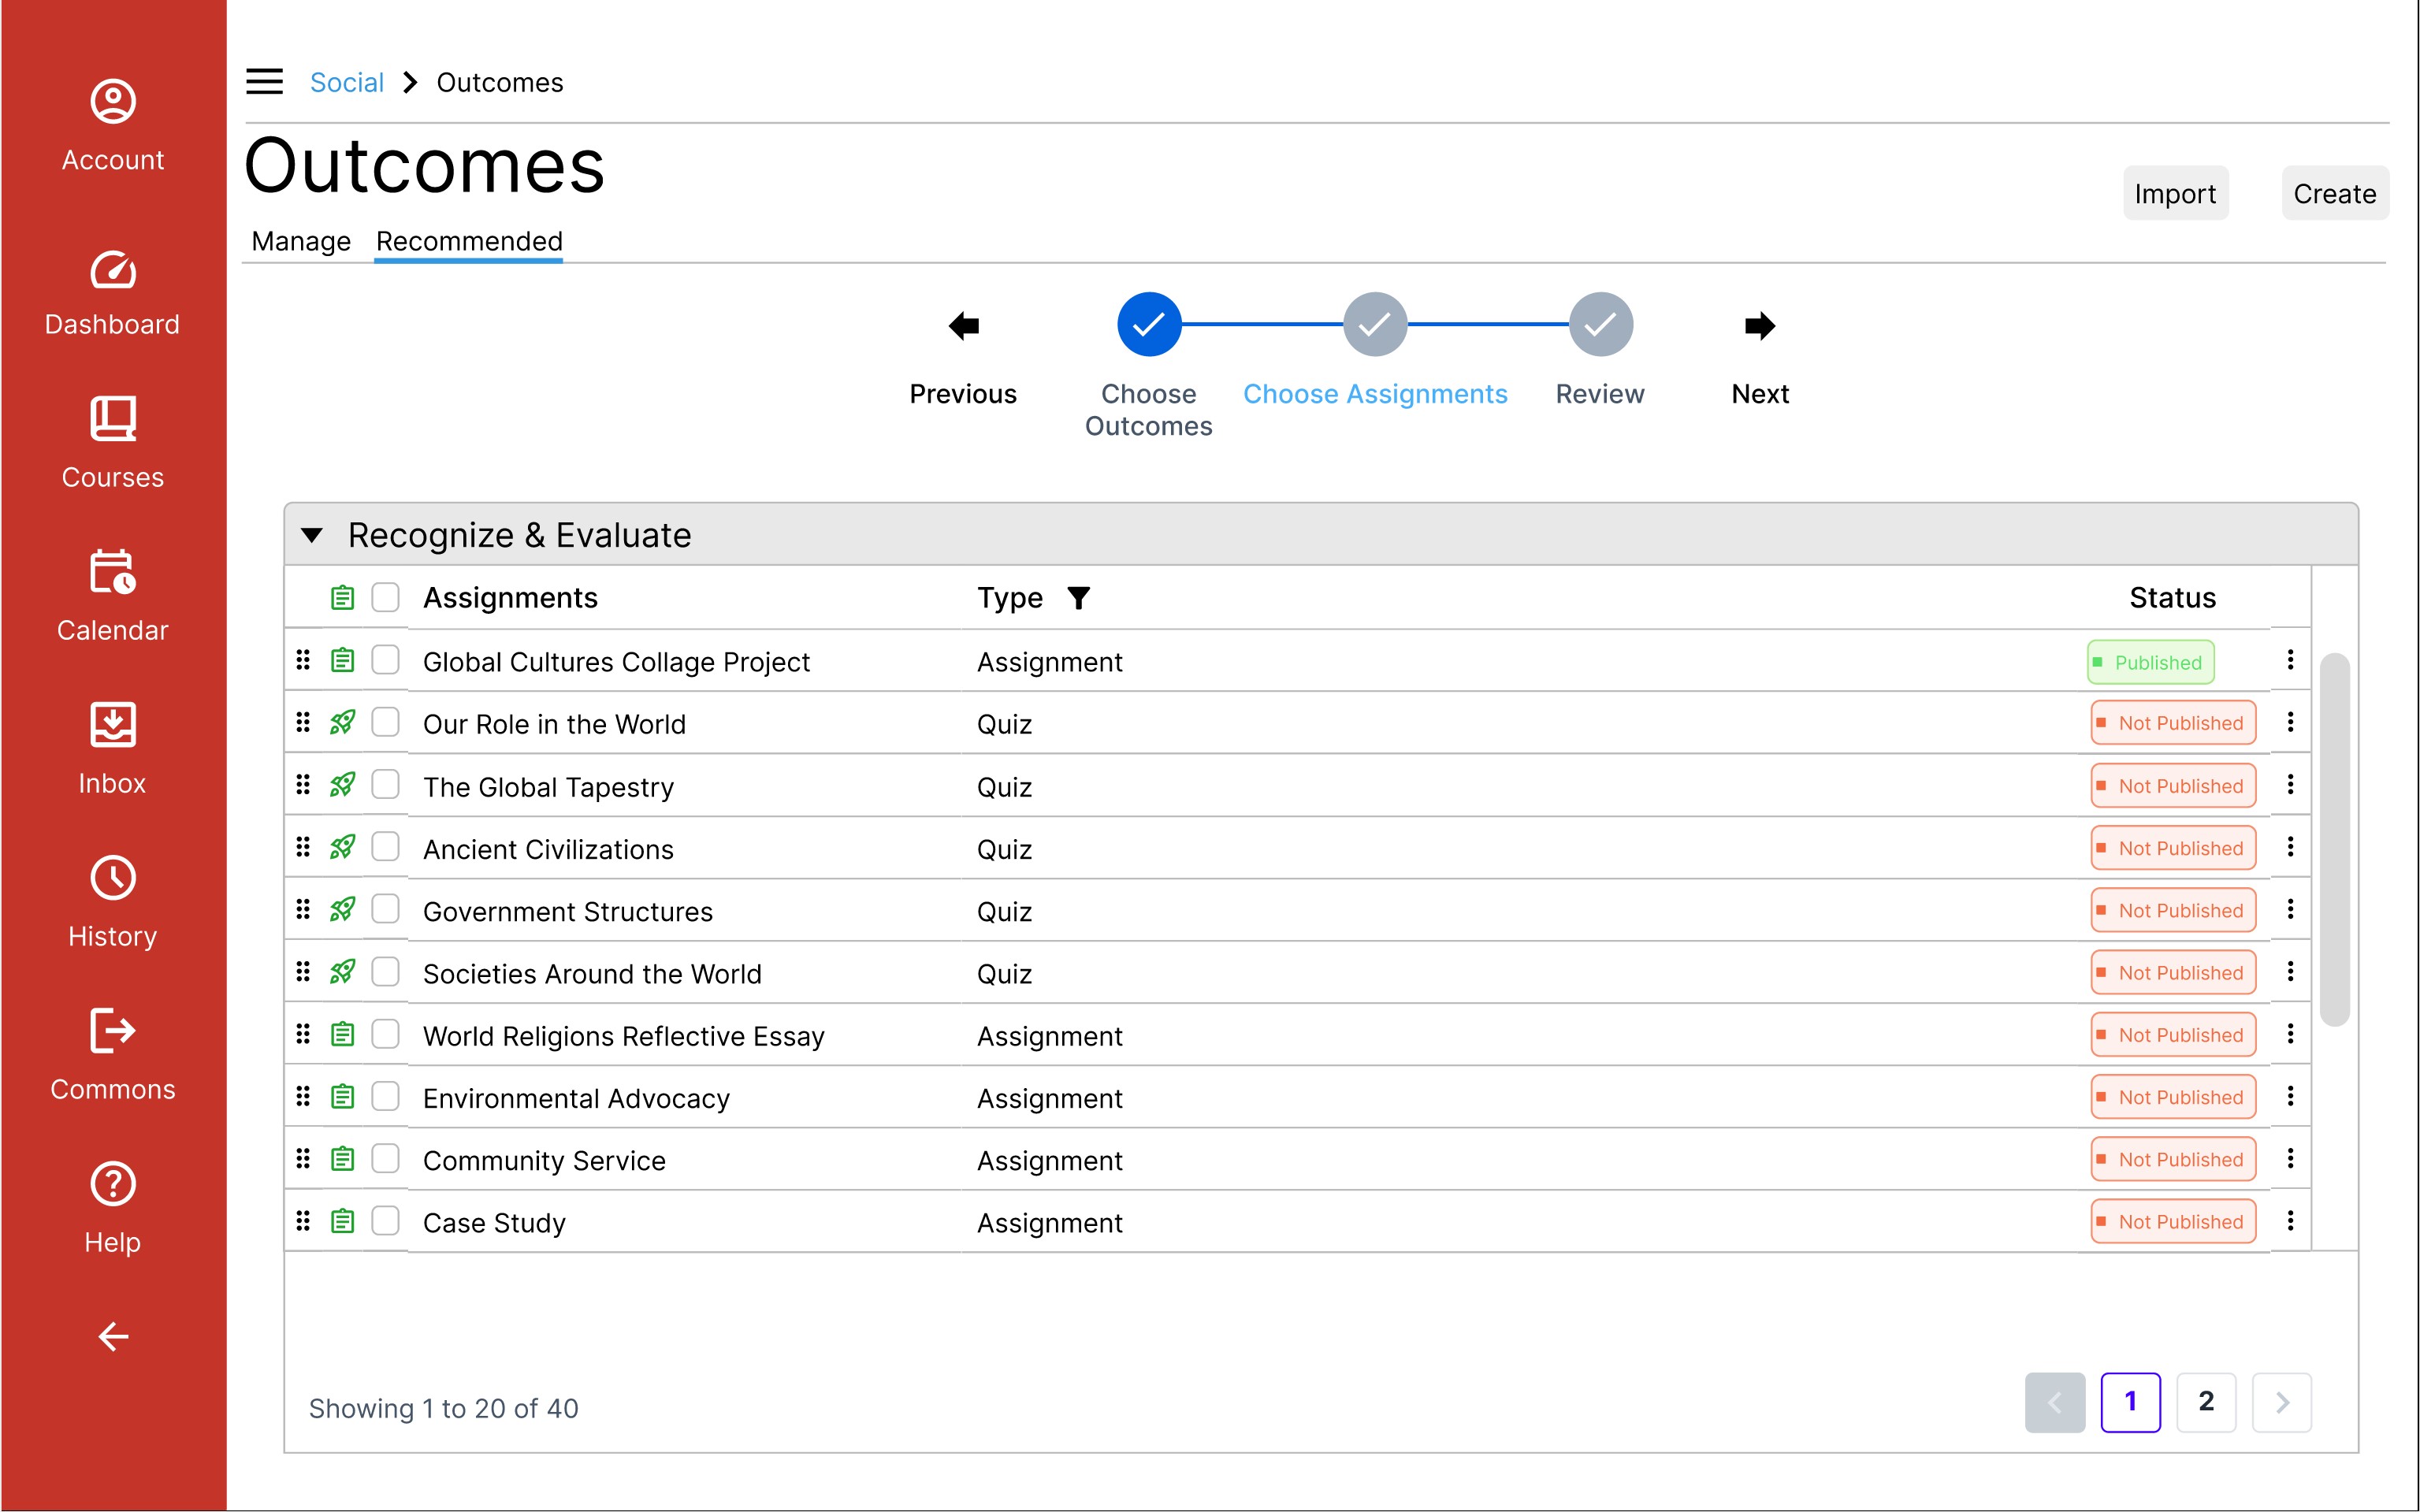 Account
Dashboard
Courses
Calendar
Inbox
History
Commons
Help
Social Outcomes
Outcomes
Import Create
Manage Recommended
Previous Choose Outcomes Choose Assignments Review Next
Recognize & Evaluate
Assignments Type Status
Global Cultures Collage Project Assignment Published
Our Role in the World Quiz Not Published
The Global Tapestry Quiz Not Published
Ancient Civilizations Quiz Not Published
Government Structures Quiz Not Published
Societies Around the World Quiz Not Published
World Religions Reflective Essay Assignment Not Published
Environmental Advocacy Assignment Not Published
Community Service Assignment Not Published
Case Study Assignment Not Published
Showing 1 to 20 of 40
1 2